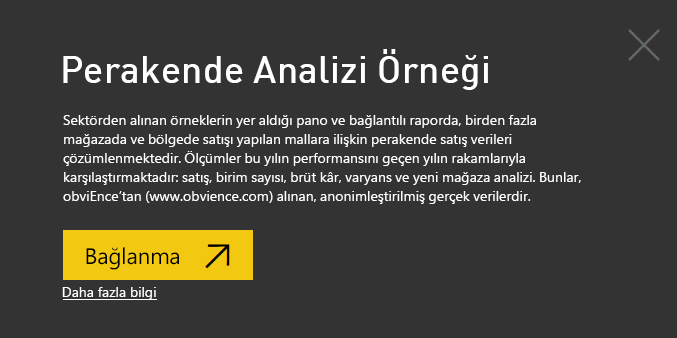 Perakende Analizi Örneği
Sektörden alınan örneklerin yer aldığı pano ve bağlantılı raporda, birden fazla
mağazada ve bölgede satışı yapılan mallara ilişkin perakende satış verileri
çözümlenmektedir. Ölçümler bu yılın performansını geçen yılın rakamlarıyla
karşılaştırmaktadır: satış, birim sayısı, brüt kâr, varyans ve yeni mağaza analizi. Bunlar,
obviEnce’tan (www.obvience.com) alınan, anonimleştirilmiş gerçek verilerdir.
Bağlanma
Daha fazla bilgi